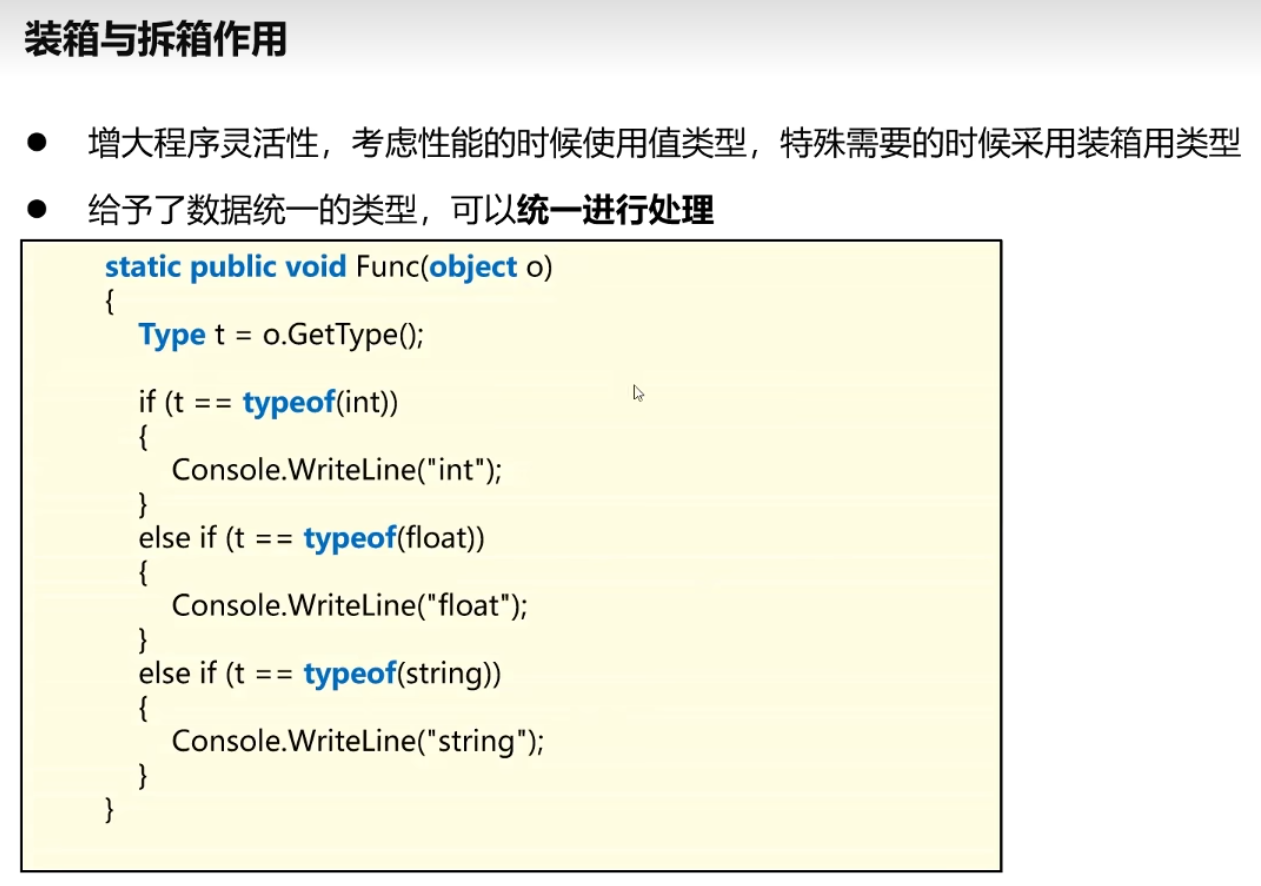 装箱与拆箱作用
● 增大程序灵活性，考虑性能的时候使用值类型，特殊需要的时候采用装箱用类型
● 给予了数据统一的类型，可以统一进行处理
static public void Func(object o)
{
Type t = o.GetType();
if (t == typeof(int))
{
Console.WriteLine("int");
}
else if (t == typeof(float))
{
Console.WriteLine("float");
}
else if (t == typeof(string))
{
Console.WriteLine("string");
}
}